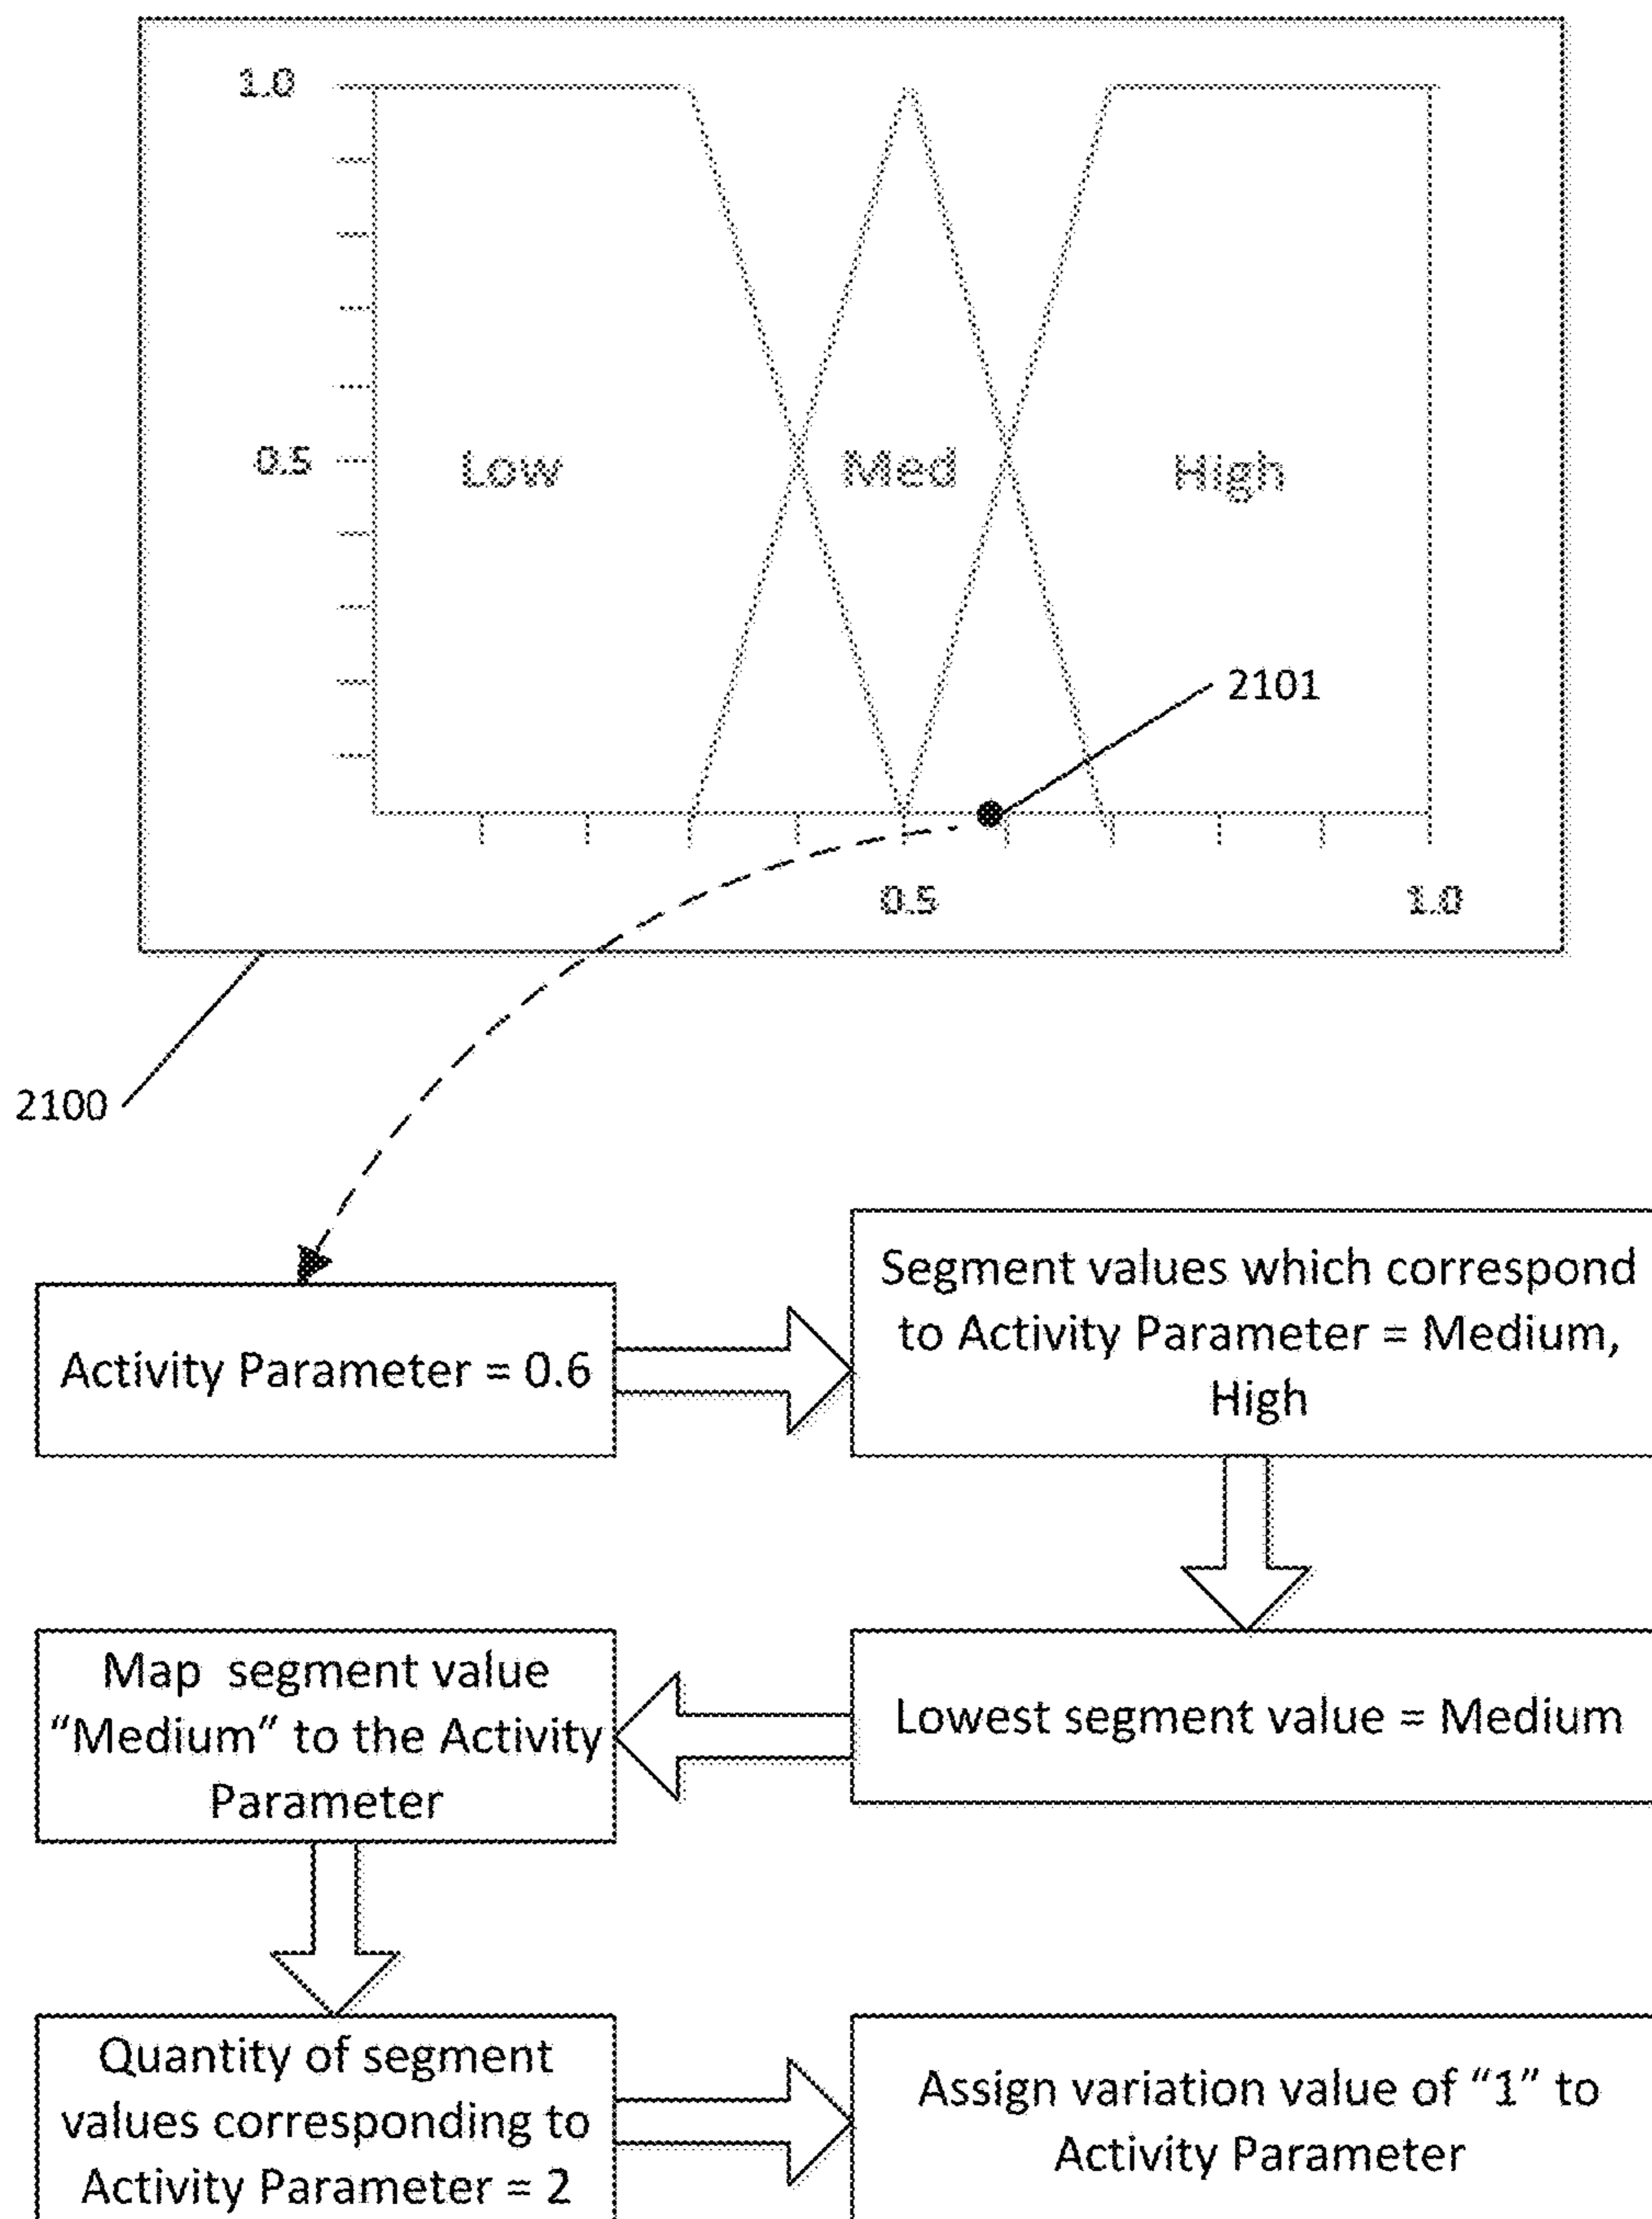 1.0
0.5
Low
Med
High
2101
0.5
1.0
2100
Activity Parameter = 0.6
Segment values which correspond
to Activity Parameter = Medium,
High
Lowest segment value = Medium
Map segment value
“Medium” to the Activity
Parameter
Quantity of segment
values corresponding to
Activity Parameter = 2
Assign variation value of “1” to
Activity Parameter